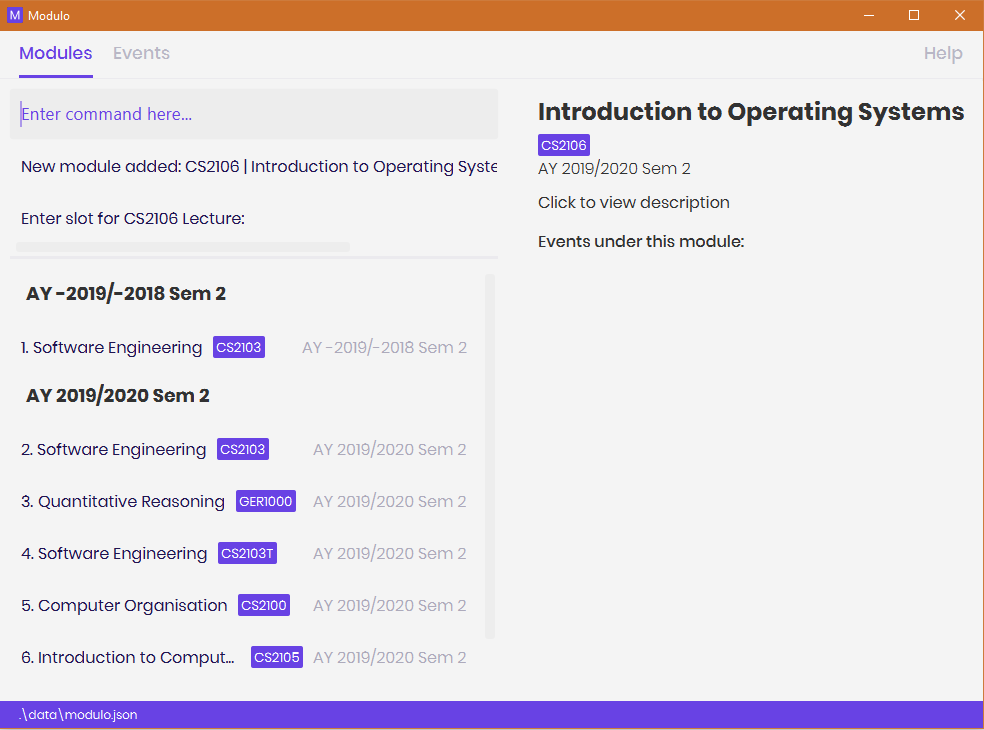 M Modulo
Modules Events Help
Enter command here...
New module added: CS2106 | Introduction to Operating Syste
Enter slot for CS2106 Lecture:
AY -2019/-2018 Sem 2
1. Software Engineering CS2103 AY -2019/-2018 Sem 2
AY 2019/2020 Sem 2
2. Software Engineering CS2103 AY 2019/2020 Sem 2
3. Quantitative Reasoning GER1000 AY 2019/2020 Sem 2
4. Software Engineering CS2103T AY 2019/2020 Sem 2
5. Computer Organisation CS2100 AY 2019/2020 Sem 2
6. Introduction to Comput... CS2105 AY 2019/2020 Sem 2
Introduction to Operating Systems
CS2106
AY 2019/2020 Sem 2
Click to view description
Events under this module:
.\data\modulo.json